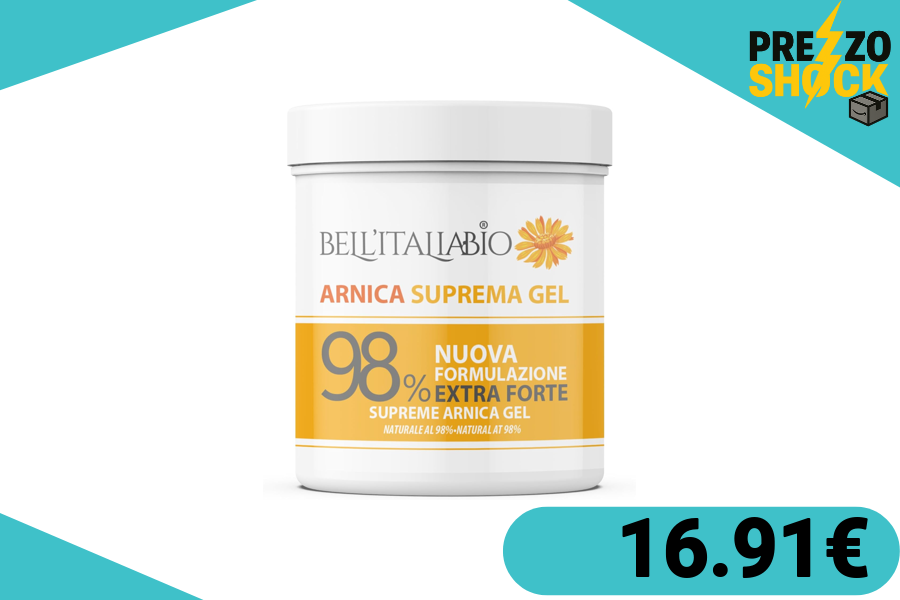 PREZZO
SHOCK
BELL'ITALIABIO®
ARNICA SUPREMA GEL
98%
NUOVA
FORMULAZIONE
EXTRA FORTE
SUPREME ARNICA GEL
NATURALE AL 98%•NATURAL AT 98%
16.91€